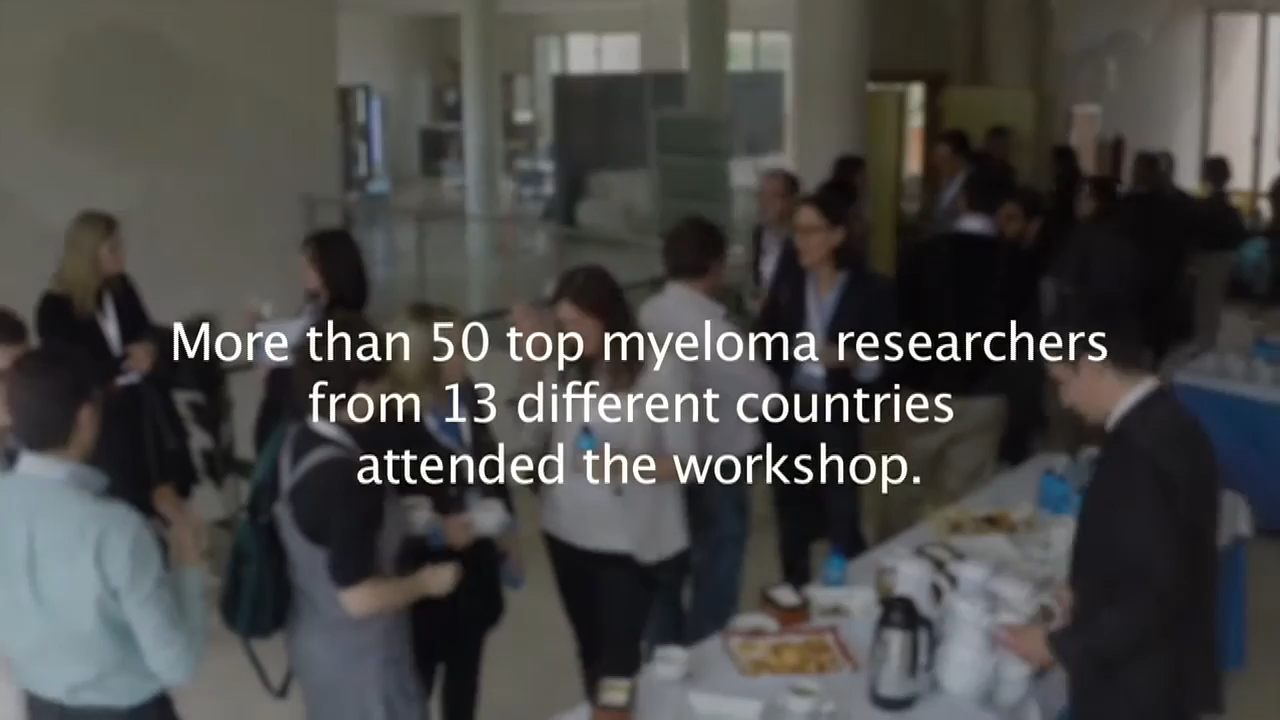 More than 50 top myeloma researchers
from 13 different countries
attended the workshop.